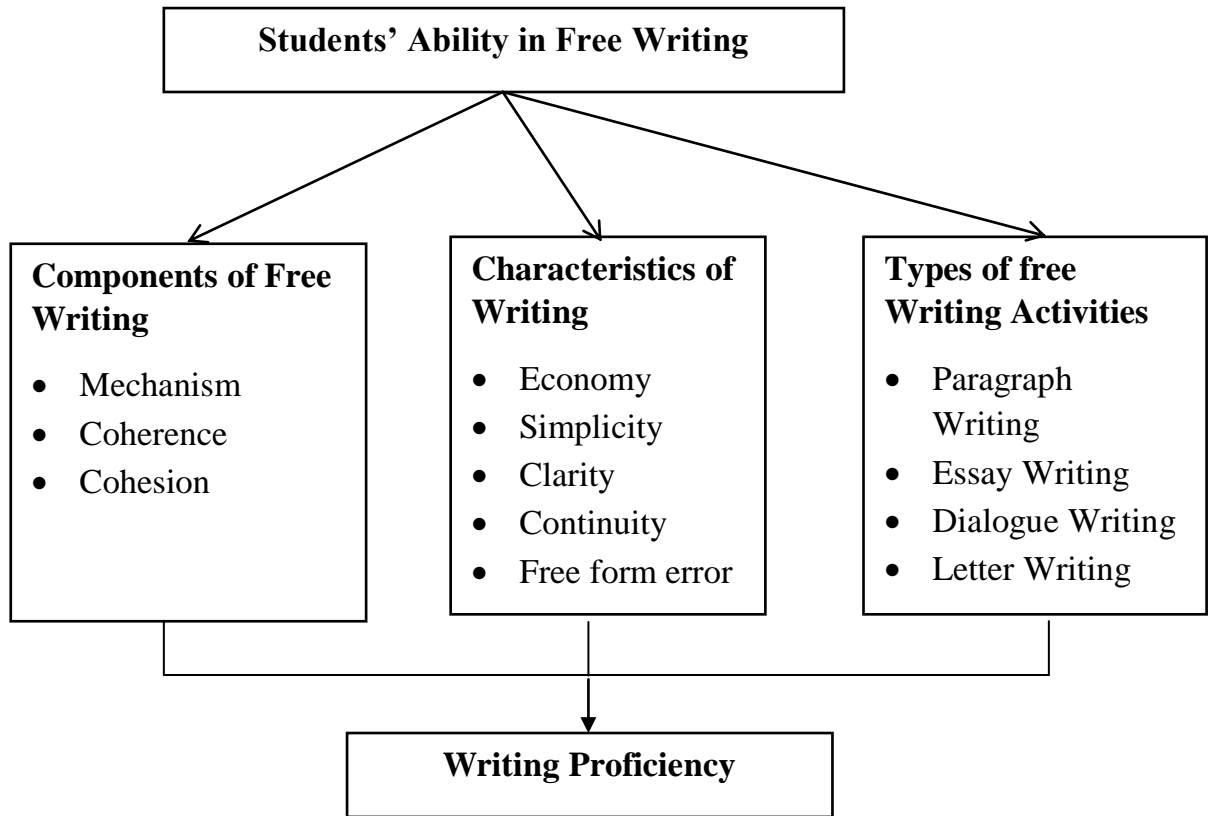 Students’ Ability in Free Writing
Components of Free
Writing
• Mechanism
• Coherence
• Cohesion
Characteristics of
Writing
• Economy
• Simplicity
• Clarity
• Continuity
• Free form error
Types of free
Writing Activities
• Paragraph
Writing
• Essay Writing
• Dialogue Writing
• Letter Writing
Writing Proficiency